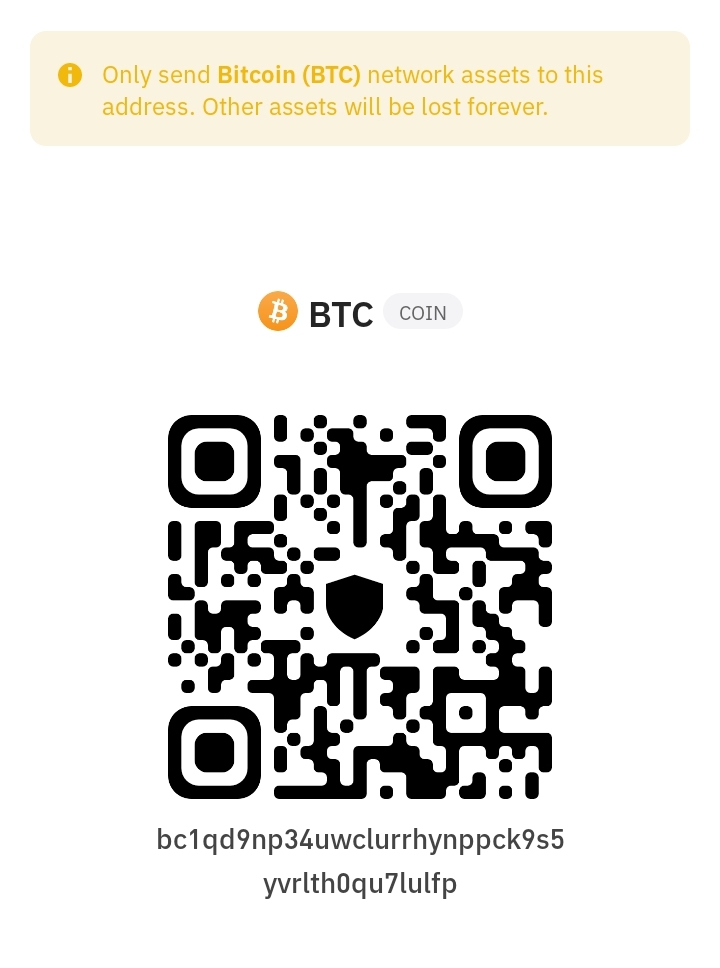 Only send Bitcoin (BTC) network assets to this
address. Other assets will be lost forever.
BTC COIN
bc1qd9np34uwclurrhynppck9s5
yvrlth0qu7lulfp